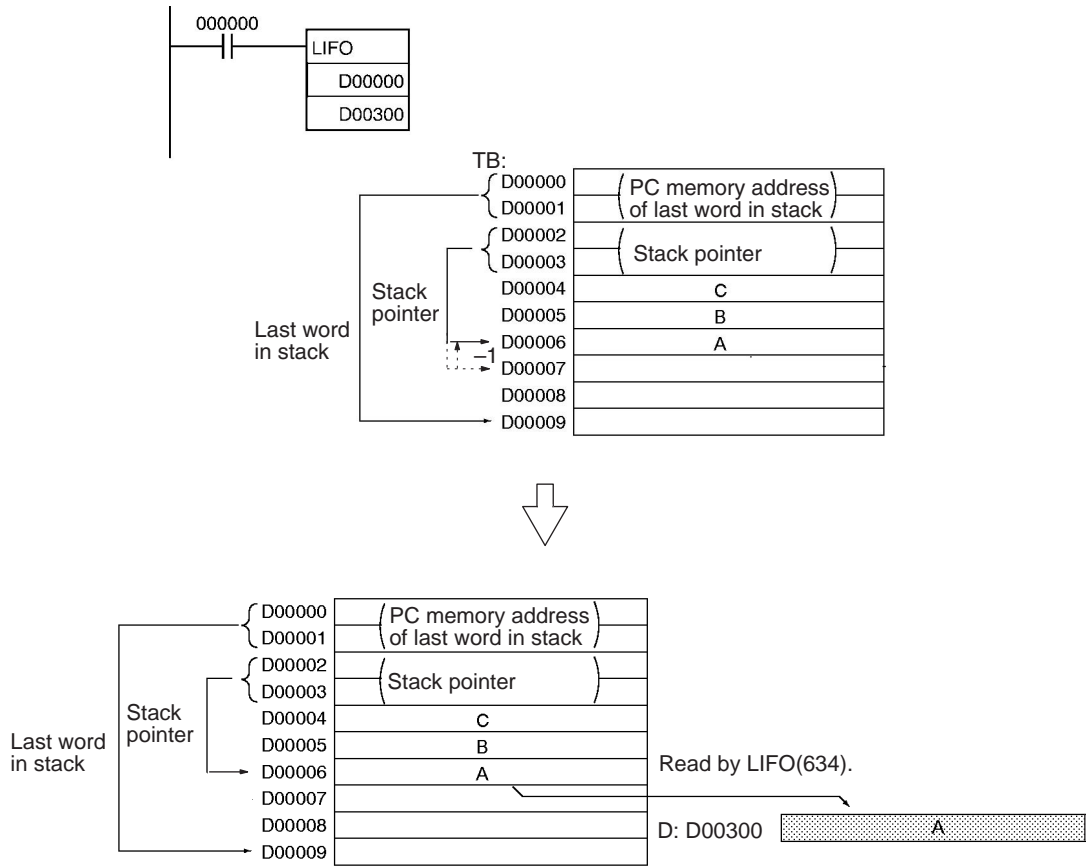 000000
LIFO
D00000
D00300
TB:
D00000
D00001
D00002
D00003
D00004
D00005
D00006
D00007
D00008
D00009
PC memory address
of last word in stack
Stack pointer
C
B
A
Stack
pointer
Last word
in stack
–1
D00000
D00001
D00002
D00003
D00004
D00005
D00006
D00007
D00008
D00009
PC memory address
of last word in stack
Stack pointer
C
B
A
Stack
pointer
Last word
in stack
Read by LIFO(634).
D: D00300
A